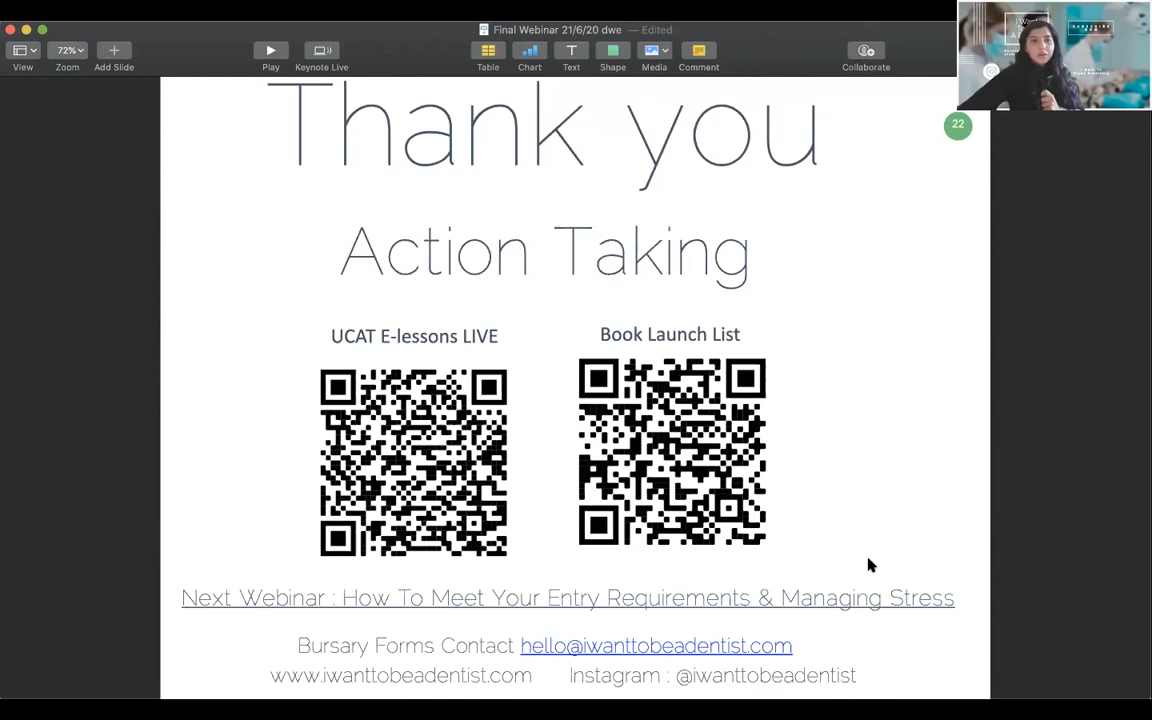 Final Webinar 21/6/20 dwe — Edited
72%
View
Zoom
Add Slide
Play
Keynote Live
Table
Chart
Text
Shape
Media
Comment
Collaborate
I Want
22
Thank you
Action Taking
UCAT E-lessons LIVE
Book Launch List
Next Webinar : How To Meet Your Entry Requirements & Managing Stress
Bursary Forms Contact hello@iwanttobeadentist.com
www.iwanttobeadentist.com Instagram : @iwanttobeadentist